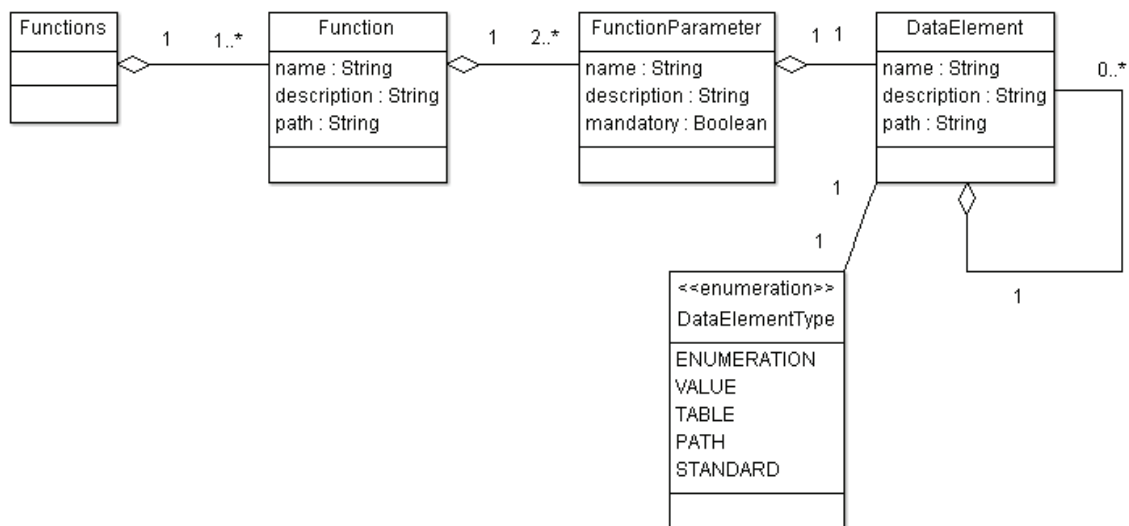 Functions
1
1..*
Function
name : String
description : String
path : String
1
2..*
FunctionParameter
name : String
description : String
mandatory : Boolean
1 1
DataElement
name : String
description : String
path : String
0..*
1
1
1
<<enumeration>>
DataElementType
ENUMERATION
VALUE
TABLE
PATH
STANDARD